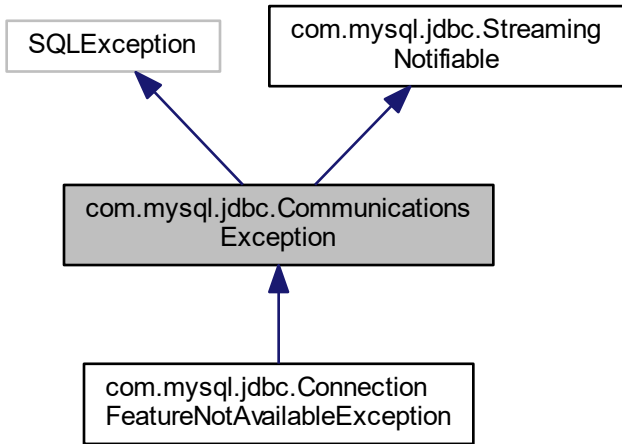 SQLException
com.mysql.jdbc.Streaming
Notifiable
com.mysql.jdbc.Communications
Exception
com.mysql.jdbc.Connection
FeatureNotAvailableException